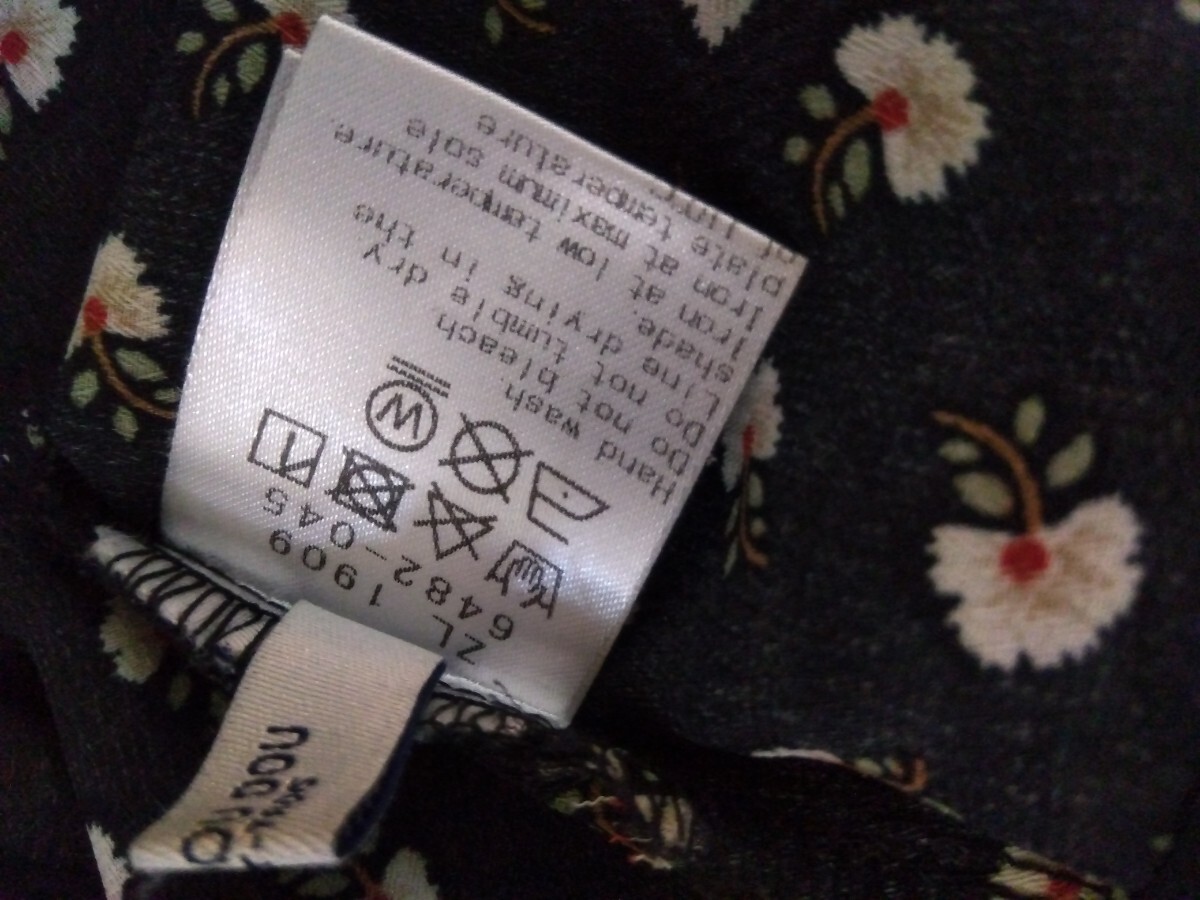 ZL
6482-045
1909
W
Hand wash.
Do not bleach
Do not tumble dry
Line drying in the
shade.
Iron at low temperature.
Iron at maximum sole
plate temperature